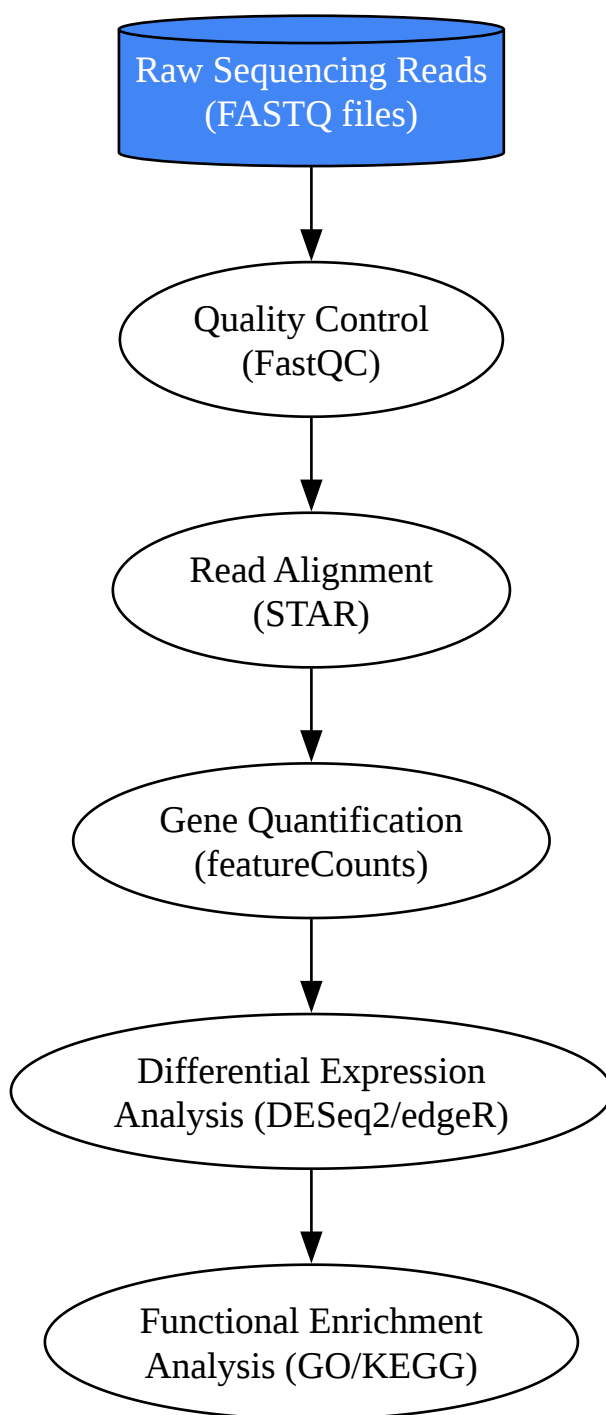 Raw Sequencing Reads
(FASTQ files)
Quality Control
(FastQC)
Read Alignment
(STAR)
Gene Quantification
(featureCounts)
Differential Expression
Analysis (DESeq2/edgeR)
Functional Enrichment
Analysis (GO/KEGG)